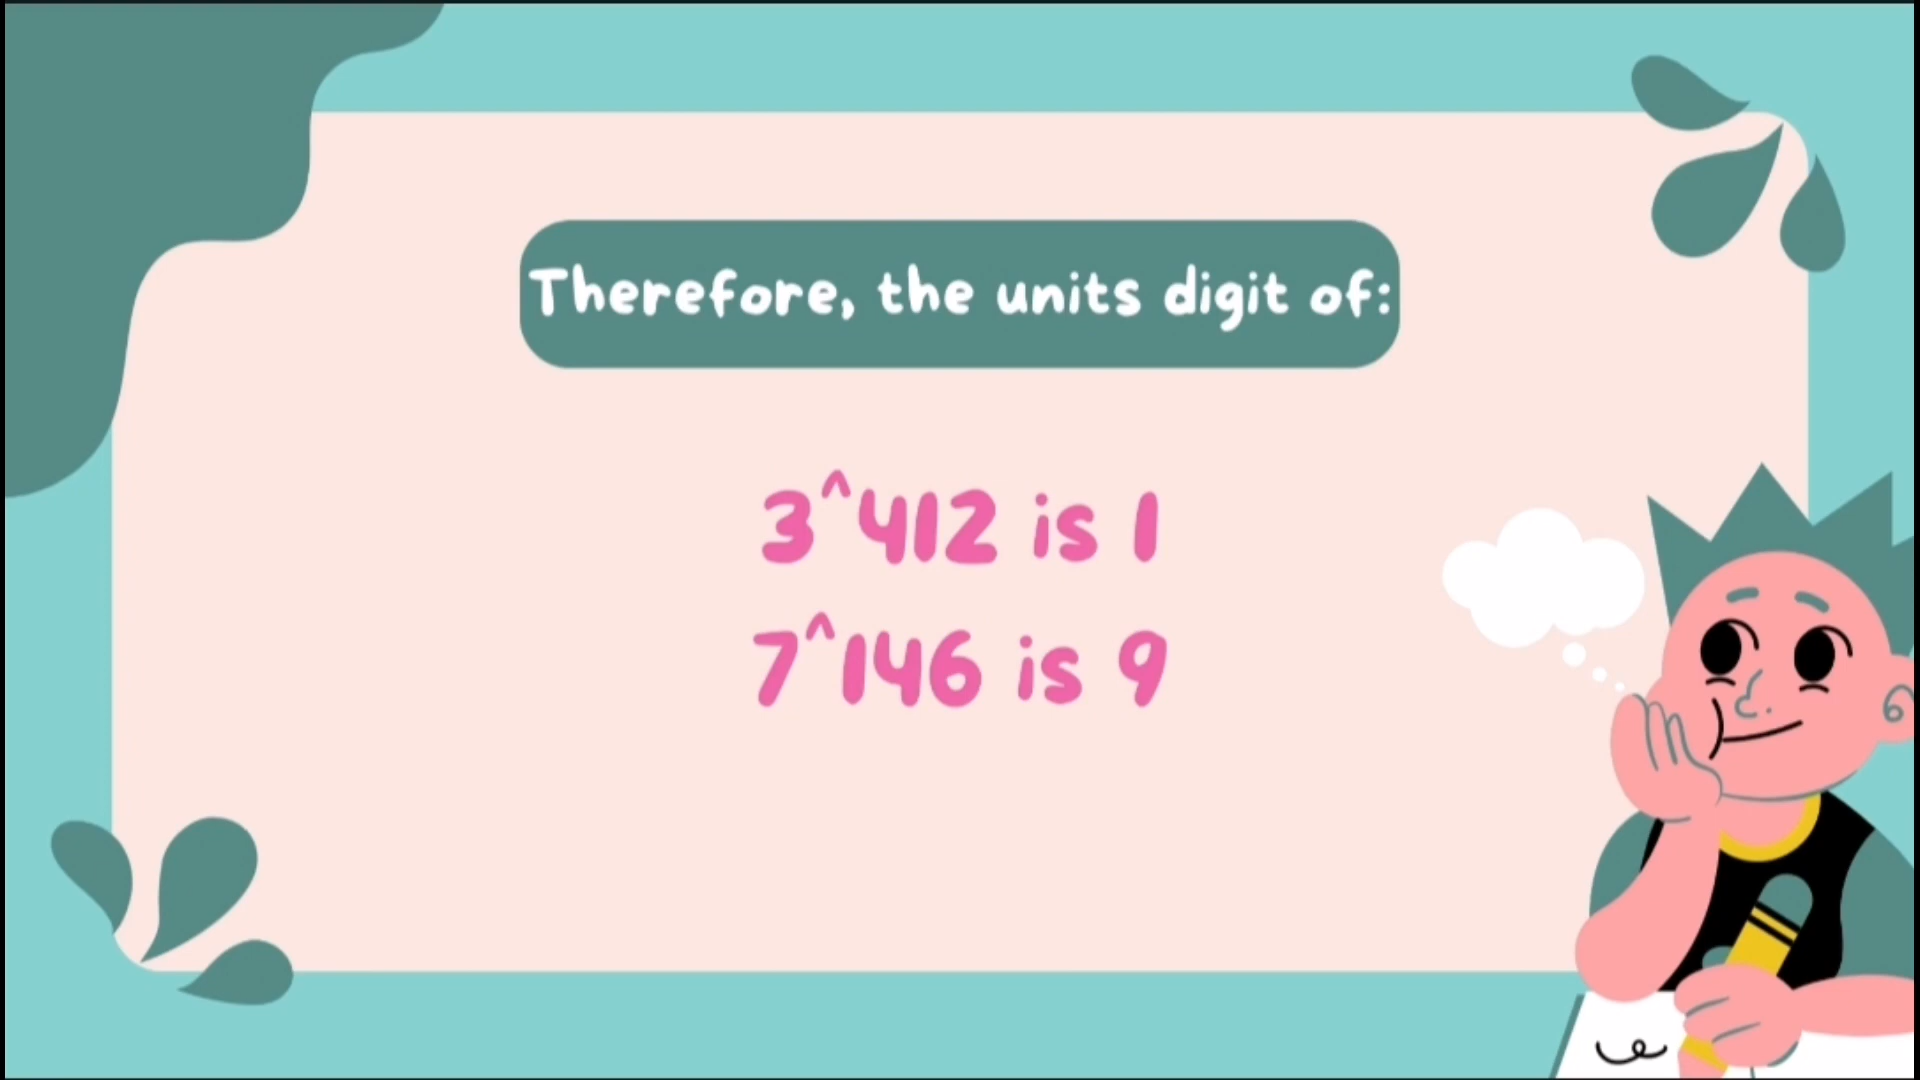 Therefore, the units digit of:
3^412 is 1
7^146 is 9